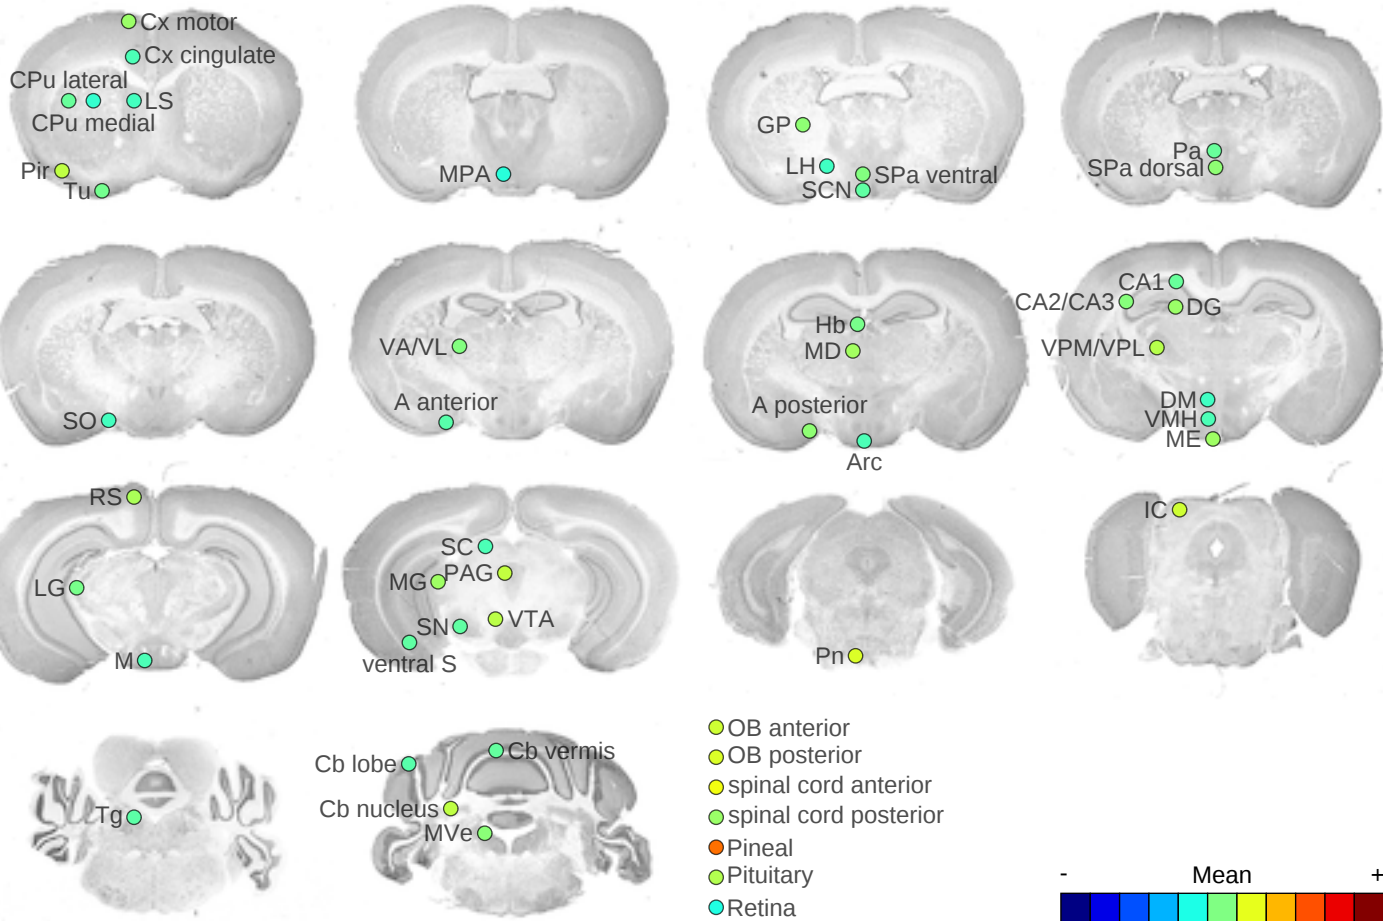 Cx motor
Cx cingulate
CPu lateral
LS
CPu medial
Pir
Tu
MPA
GP
LH
SPa ventral
SCN
Pa
SPa dorsal
SO
VA/VL
A anterior
Hb
MD
A posterior
Arc
CA1
CA2/CA3
DG
VPM/VPL
DM
VMH
ME
RS
LG
M
SC
MG
PAG
SN
VTA
ventral S
Pn
IC
Tg
Cb lobe
Cb vermis
Cb nucleus
MVe
OB anterior
OB posterior
spinal cord anterior
spinal cord posterior
Pineal
Pituitary
Retina
- Mean +